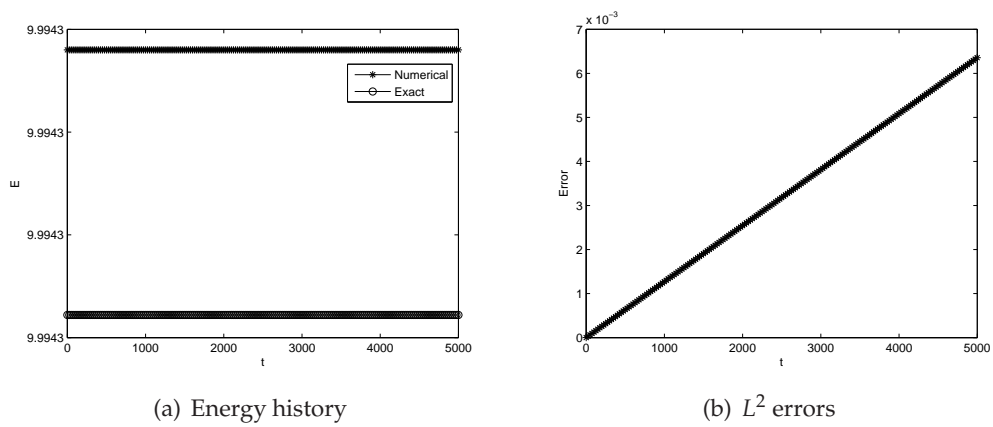 9.9943
9.9943
9.9943
9.9943
E
0 1000 2000 3000 4000 5000
t
Numerical
Exact
(a) Energy history
x 10⁻³
7
6
5
4
3
2
1
0
Error
0 1000 2000 3000 4000 5000
t
(b) L² errors